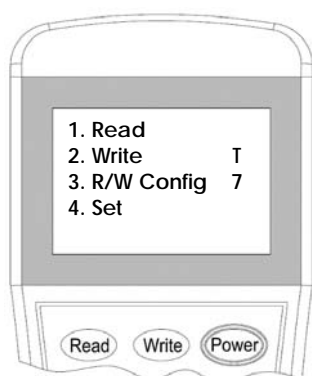 1. Read
2. Write T
3. R/W Config 7
4. Set
Read Write Power